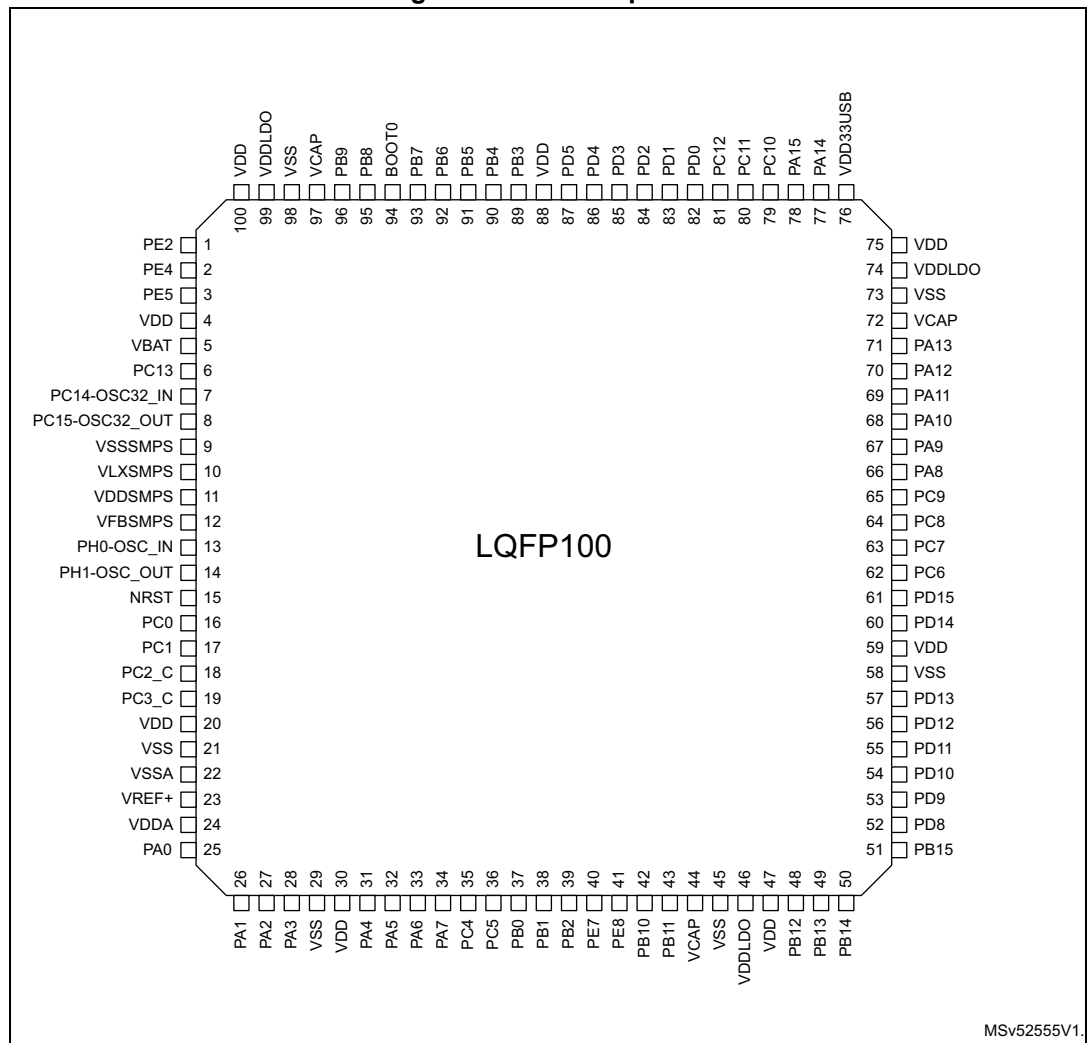 100 VDD
99 VDDLDO
98 VSS
97 VCAP
96 PB9
95 PB8
94 BOOT0
93 PB7
92 PB6
91 PB5
90 PB4
89 PB3
88 VDD
87 PD5
86 PD4
85 PD3
84 PD2
83 PD1
82 PD0
81 PC12
80 PC11
79 PC10
78 PA15
77 PA14
76 VDD33USB
PE2 1
PE4 2
PE5 3
VDD 4
VBAT 5
PC13 6
PC14-OSC32_IN 7
PC15-OSC32_OUT 8
VSSSMPS 9
VLXSMPS 10
VDDSMPS 11
VFBSMPS 12
PH0-OSC_IN 13
PH1-OSC_OUT 14
NRST 15
PC0 16
PC1 17
PC2_C 18
PC3_C 19
VDD 20
VSS 21
VSSA 22
VREF+ 23
VDDA 24
PA0 25
LQFP100
75 VDD
74 VDDLDO
73 VSS
72 VCAP
71 PA13
70 PA12
69 PA11
68 PA10
67 PA9
66 PA8
65 PC9
64 PC8
63 PC7
62 PC6
61 PD15
60 PD14
59 VDD
58 VSS
57 PD13
56 PD12
55 PD11
54 PD10
53 PD9
52 PD8
51 PB15
PA1 26
PA2 27
PA3 28
VSS 29
VDD 30
PA4 31
PA5 32
PA6 33
PA7 34
PC4 35
PC5 36
PB0 37
PB1 38
PB2 39
PE7 40
PE8 41
PB10 42
PB11 43
VCAP 44
VSS 45
VDDLDO 46
VDD 47
PB12 48
PB13 49
PB14 50
MSv52555V1.